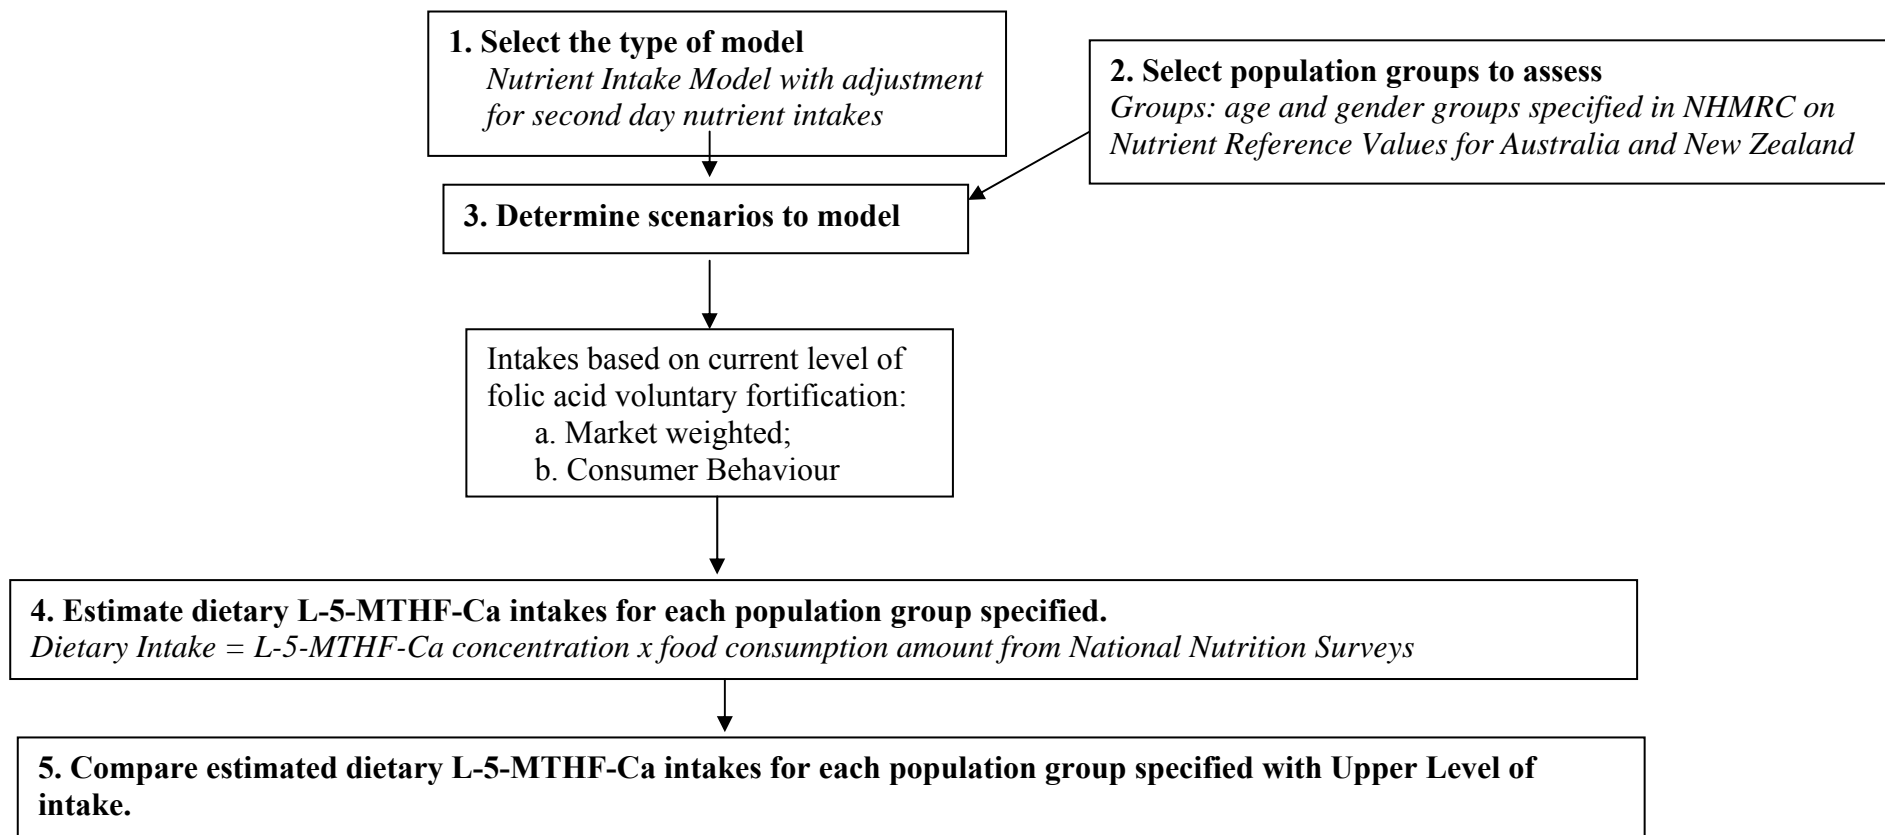 1. Select the type of model
Nutrient Intake Model with adjustment
for second day nutrient intakes
2. Select population groups to assess
Groups: age and gender groups specified in NHMRC on
Nutrient Reference Values for Australia and New Zealand
3. Determine scenarios to model
Intakes based on current level of
folic acid voluntary fortification:
a. Market weighted;
b. Consumer Behaviour
4. Estimate dietary L-5-MTHF-Ca intakes for each population group specified.
Dietary Intake = L-5-MTHF-Ca concentration x food consumption amount from National Nutrition Surveys
5. Compare estimated dietary L-5-MTHF-Ca intakes for each population group specified with Upper Level of
intake.